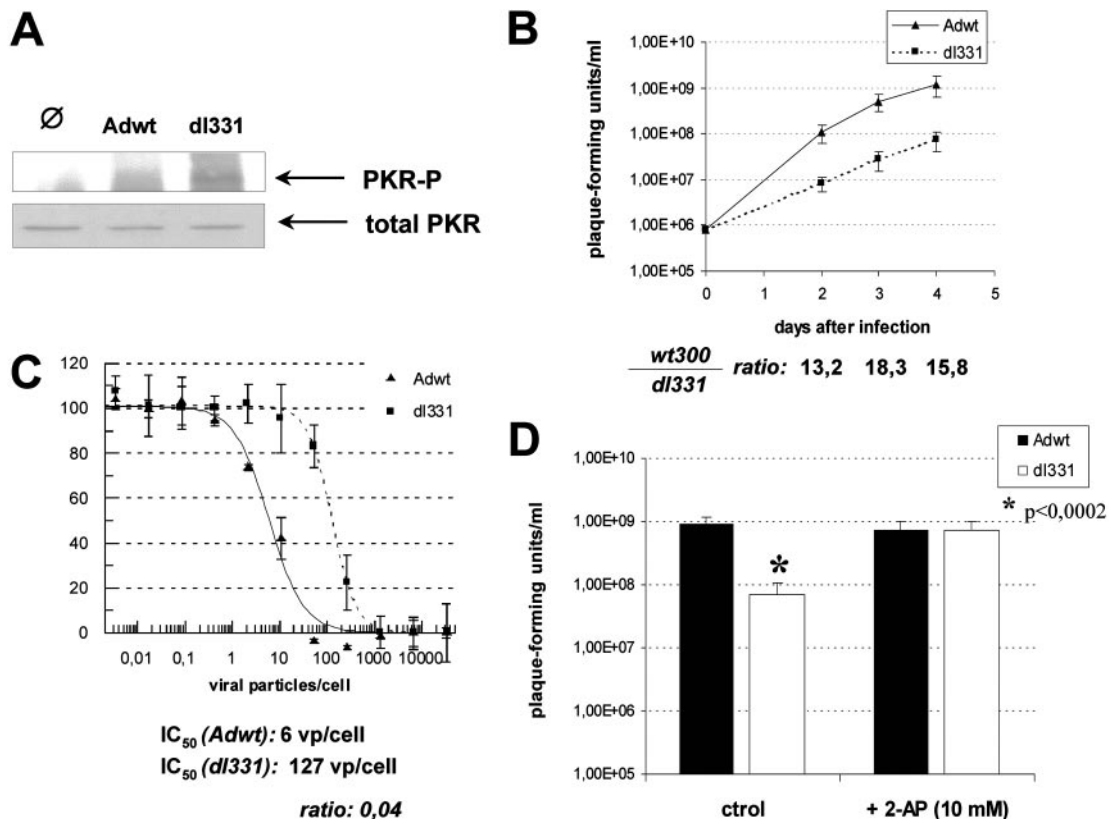 A
Ø Adwt dl331
PKR-P
total PKR
B
Adwt
dl331
plaque-forming units/ml
1,00E+10
1,00E+09
1,00E+08
1,00E+07
1,00E+06
1,00E+05
0 1 2 3 4 5
days after infection
wt300
dl331
ratio: 13,2 18,3 15,8
C
Adwt
dl331
120
100
80
60
40
20
0
0,01 0,1 1 10 100 1000 10000
viral particles/cell
IC50 (Adwt): 6 vp/cell
IC50 (dl331): 127 vp/cell
ratio: 0,04
D
Adwt
dl331
* p<0,0002
plaque-forming units/ml
1,00E+10
1,00E+09
1,00E+08
1,00E+07
1,00E+06
1,00E+05
*
ctrol + 2-AP (10 mM)